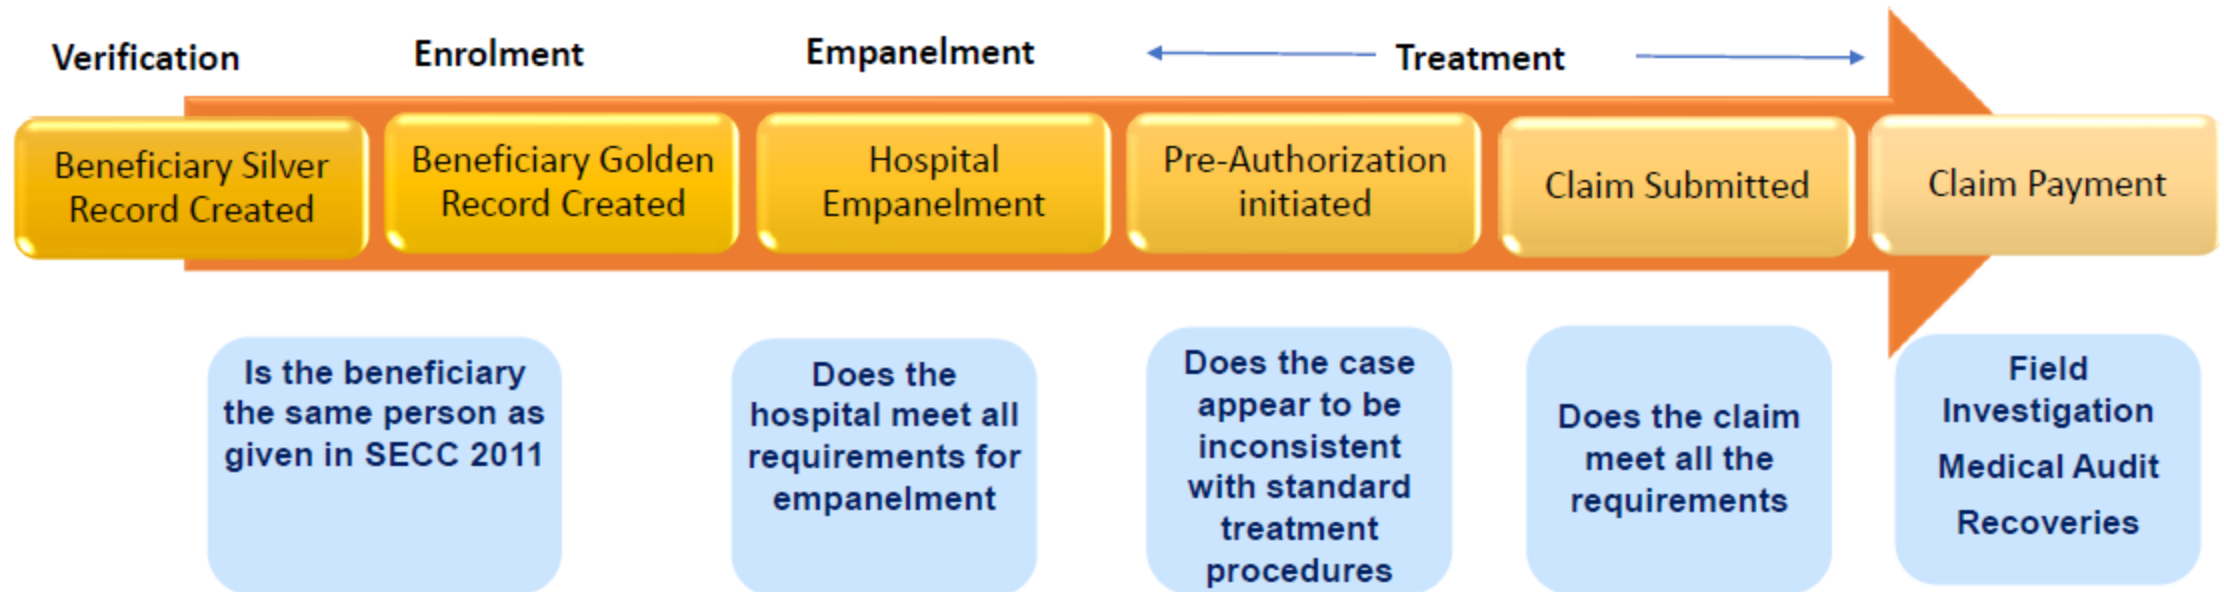 Verification
Enrolment
Empanelment
Treatment
Beneficiary Silver
Record Created
Beneficiary Golden
Record Created
Hospital
Empanelment
Pre-Authorization
initiated
Claim Submitted
Claim Payment
Is the beneficiary
the same person as
given in SECC 2011
Does the
hospital meet all
requirements for
empanelment
Does the case
appear to be
inconsistent
with standard
treatment
procedures
Does the claim
meet all the
requirements
Field
Investigation
Medical Audit
Recoveries